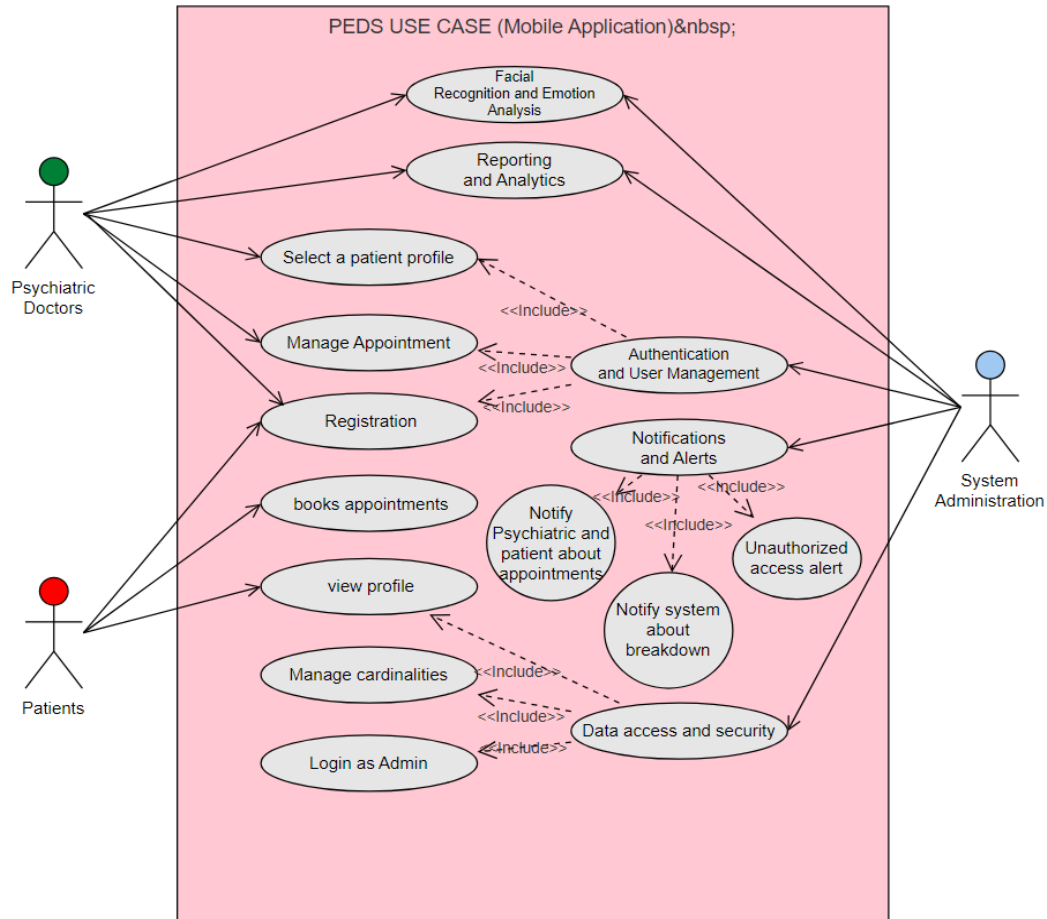 PEDS USE CASE (Mobile Application)&nbsp;
Facial
Recognition and Emotion
Analysis
Reporting
and Analytics
Psychiatric
Doctors
Select a patient profile
<<Include>>
Manage Appointment
<<Include>>
Authentication
and User Management
<<Include>>
Registration
Notifications
and Alerts
System
Administration
books appointments
<<Include>>
<<Include>>
<<Include>>
Notify
Psychiatric and
patient about
appointments
Unauthorized
access alert
view profile
Notify system
about
breakdown
Patients
Manage cardinalities
<<Include>>
<<Include>>
Data access and security
<<Include>>
Login as Admin